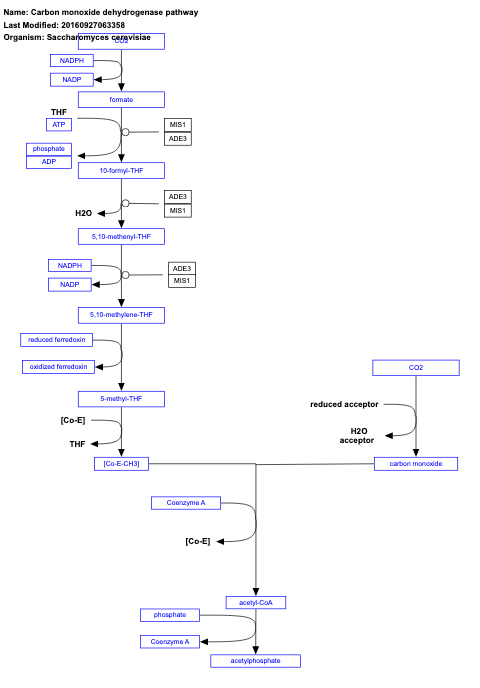 Name: Carbon monoxide dehydrogenase pathway
Last Modified: 20160927063358
Organism: Saccharomyces cerevisiae
CO2
NADPH
NADP
formate
THF
ATP
MIS1
ADE3
phosphate
ADP
10-formyl-THF
ADE3
MIS1
H2O
5,10-methenyl-THF
NADPH
NADP
ADE3
MIS1
5,10-methylene-THF
reduced ferredoxin
oxidized ferredoxin
CO2
5-methyl-THF
reduced acceptor
[Co-E]
H2O
acceptor
THF
[Co-E-CH3]
carbon monoxide
Coenzyme A
[Co-E]
acetyl-CoA
phosphate
Coenzyme A
acetylphosphate